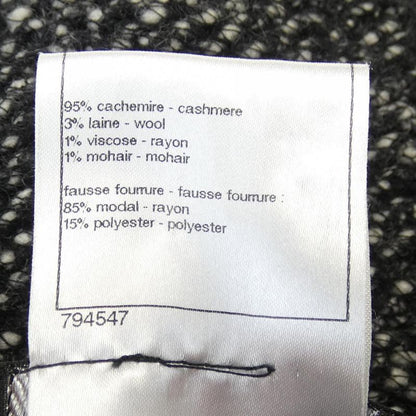 95% cachemire - cashmere
3% laine - wool
1% viscose - rayon
1% mohair - mohair
fausse fourrure - fausse fourrure :
85% modal - rayon
15% polyester - polyester
794547